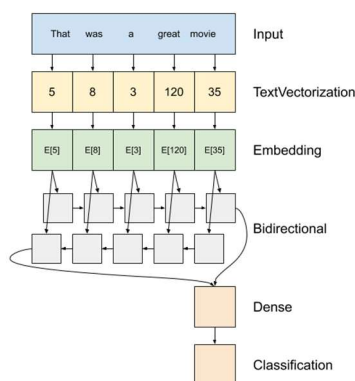 That was a great movie Input
5 8 3 120 35 TextVectorization
E[5] E[8] E[3] E[120] E[35] Embedding
Bidirectional
Dense
Classification